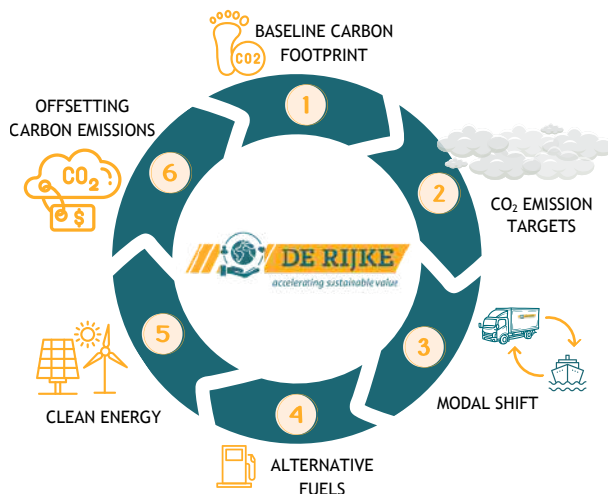 BASELINE CARBON
FOOTPRINT
CO2
1
OFFSETTING
CARBON EMISSIONS
CO₂
$
6
2
CO₂ EMISSION
TARGETS
DE RIJKE
accelerating sustainable value
5
3
CLEAN ENERGY
MODAL SHIFT
4
ALTERNATIVE
FUELS